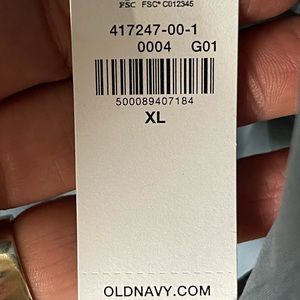 FSC FSC® C012345
417247-00-1
0004 G01
500089407184
XL
OLDNAVY.COM